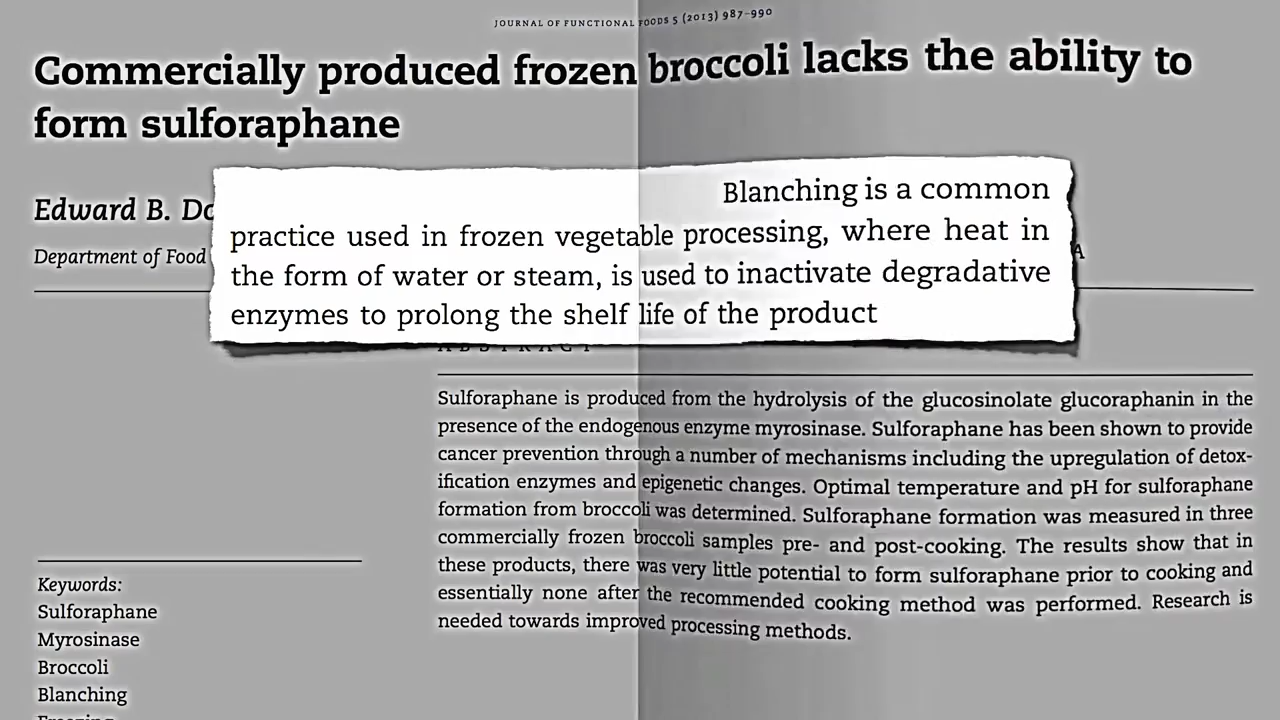 JOURNAL OF FUNCTIONAL FOODS 5 (2013) 987–990
Commercially produced frozen broccoli lacks the ability to
form sulforaphane
Edward B.
Department of Food
Blanching is a common
practice used in frozen vegetable processing, where heat in
the form of water or steam, is used to inactivate degradative
enzymes to prolong the shelf life of the product
ABSTRACT
Sulforaphane is produced from the hydrolysis of the glucosinolate glucoraphanin in the
presence of the endogenous enzyme myrosinase. Sulforaphane has been shown to provide
cancer prevention through a number of mechanisms including the upregulation of detox-
ification enzymes and epigenetic changes. Optimal temperature and pH for sulforaphane
formation from broccoli was determined. Sulforaphane formation was measured in three
commercially frozen broccoli samples pre- and post-cooking. The results show that in
these products, there was very little potential to form sulforaphane prior to cooking and
essentially none after the recommended cooking method was performed. Research is
needed towards improved processing methods.
Keywords:
Sulforaphane
Myrosinase
Broccoli
Blanching
Freezing